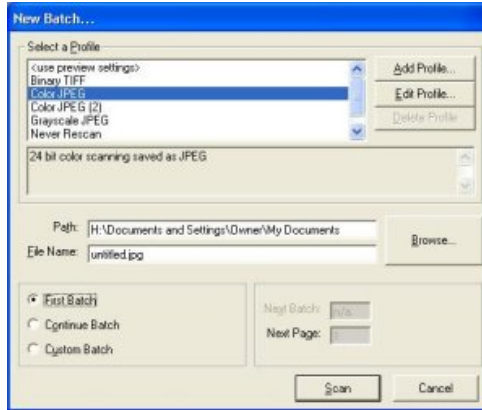 New Batch...
Select a Profile
<use preview settings>
Binary TIFF
Color JPEG
Color JPEG (2)
Grayscale JPEG
Never Rescan
Add Profile...
Edit Profile...
Delete Profile
24 bit color scanning saved as JPEG
Path: H:\Documents and Settings\Owner\My Documents
File Name: untitled.jpg
Browse...
First Batch
Continue Batch
Custom Batch
Next Batch: n/a
Next Page:
Scan
Cancel